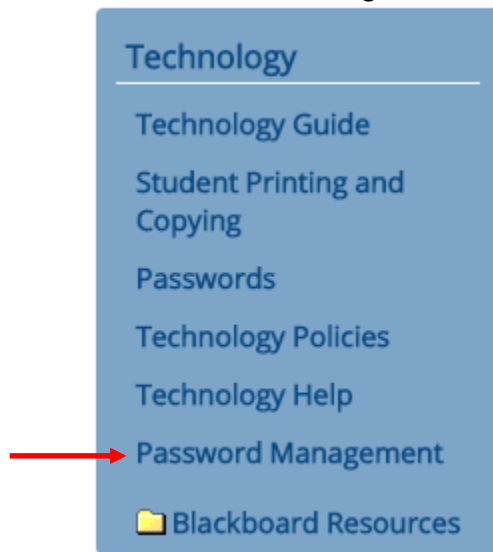 Technology
Technology Guide
Student Printing and
Copying
Passwords
Technology Policies
Technology Help
Password Management
Blackboard Resources